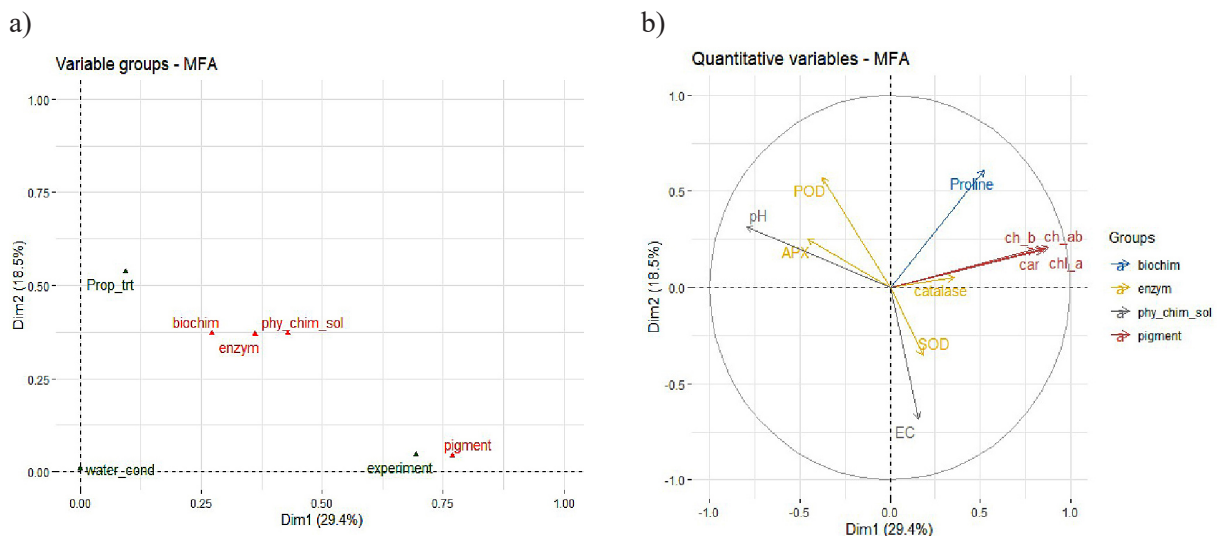 a)
Variable groups - MFA
1.00
0.75
0.50
0.25
0.00
Dim2 (18.5%)
Prop_trt
biochim
phy_chim_sol
enzym
pigment
experiment
water_cond
0.00
0.25
0.50
0.75
1.00
Dim1 (29.4%)
b)
Quantitative variables - MFA
1.0
0.5
0.0
-0.5
-1.0
Dim2 (18.5%)
POD
Proline
pH
APX
ch_b
ch_ab
car
chl_a
catalase
SOD
EC
-1.0
-0.5
0.0
0.5
1.0
Dim1 (29.4%)
Groups
a biochim
a enzym
a phy_chim_sol
a pigment